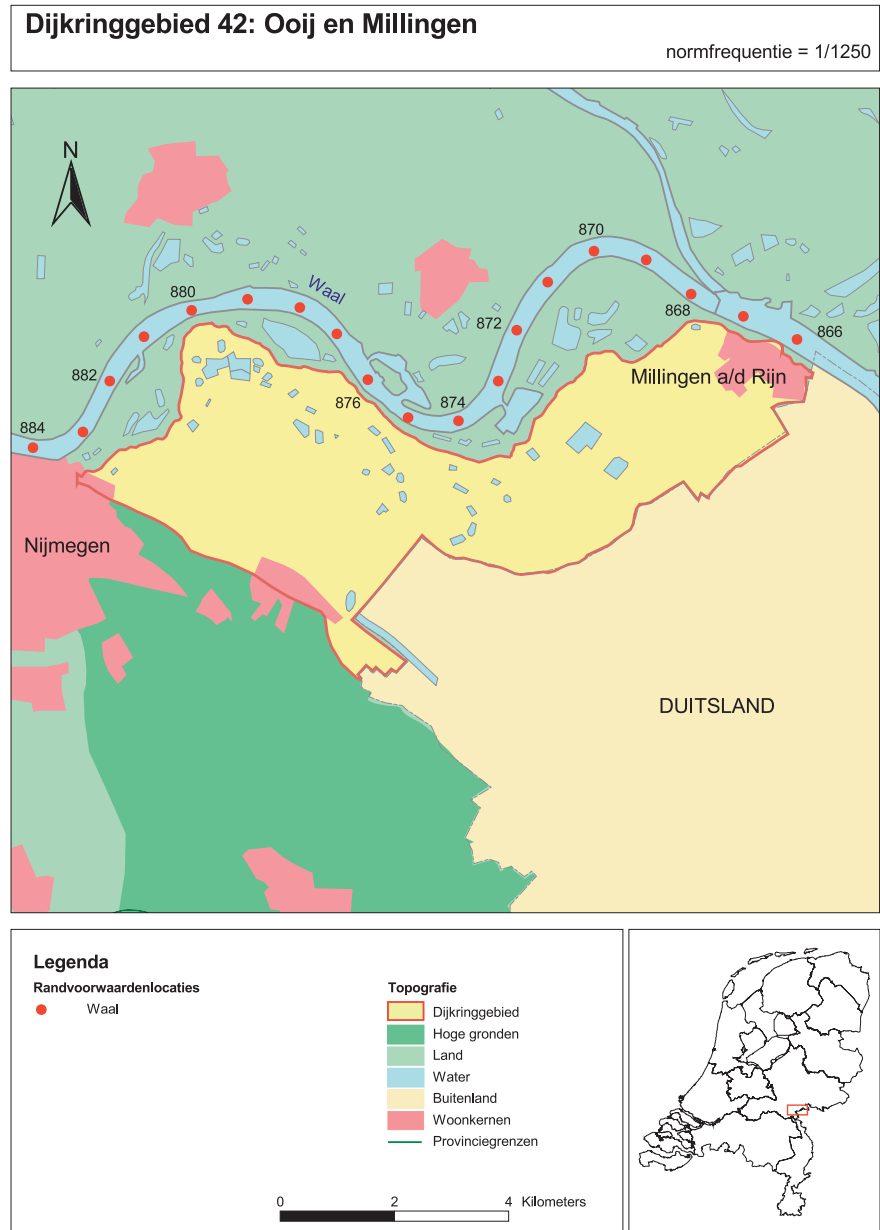 Dijkringgebied 42: Ooij en Millingen
normfrequentie = 1/1250
N
870
880
Waal
872
868
866
882
Millingen a/d Rijn
876
874
884
Nijmegen
DUITSLAND
Legenda
Randvoorwaardenlocaties
Waal
Topografie
Dijkringgebied
Hoge gronden
Land
Water
Buitenland
Woonkernen
Provinciegrenzen
0 2 4 Kilometers